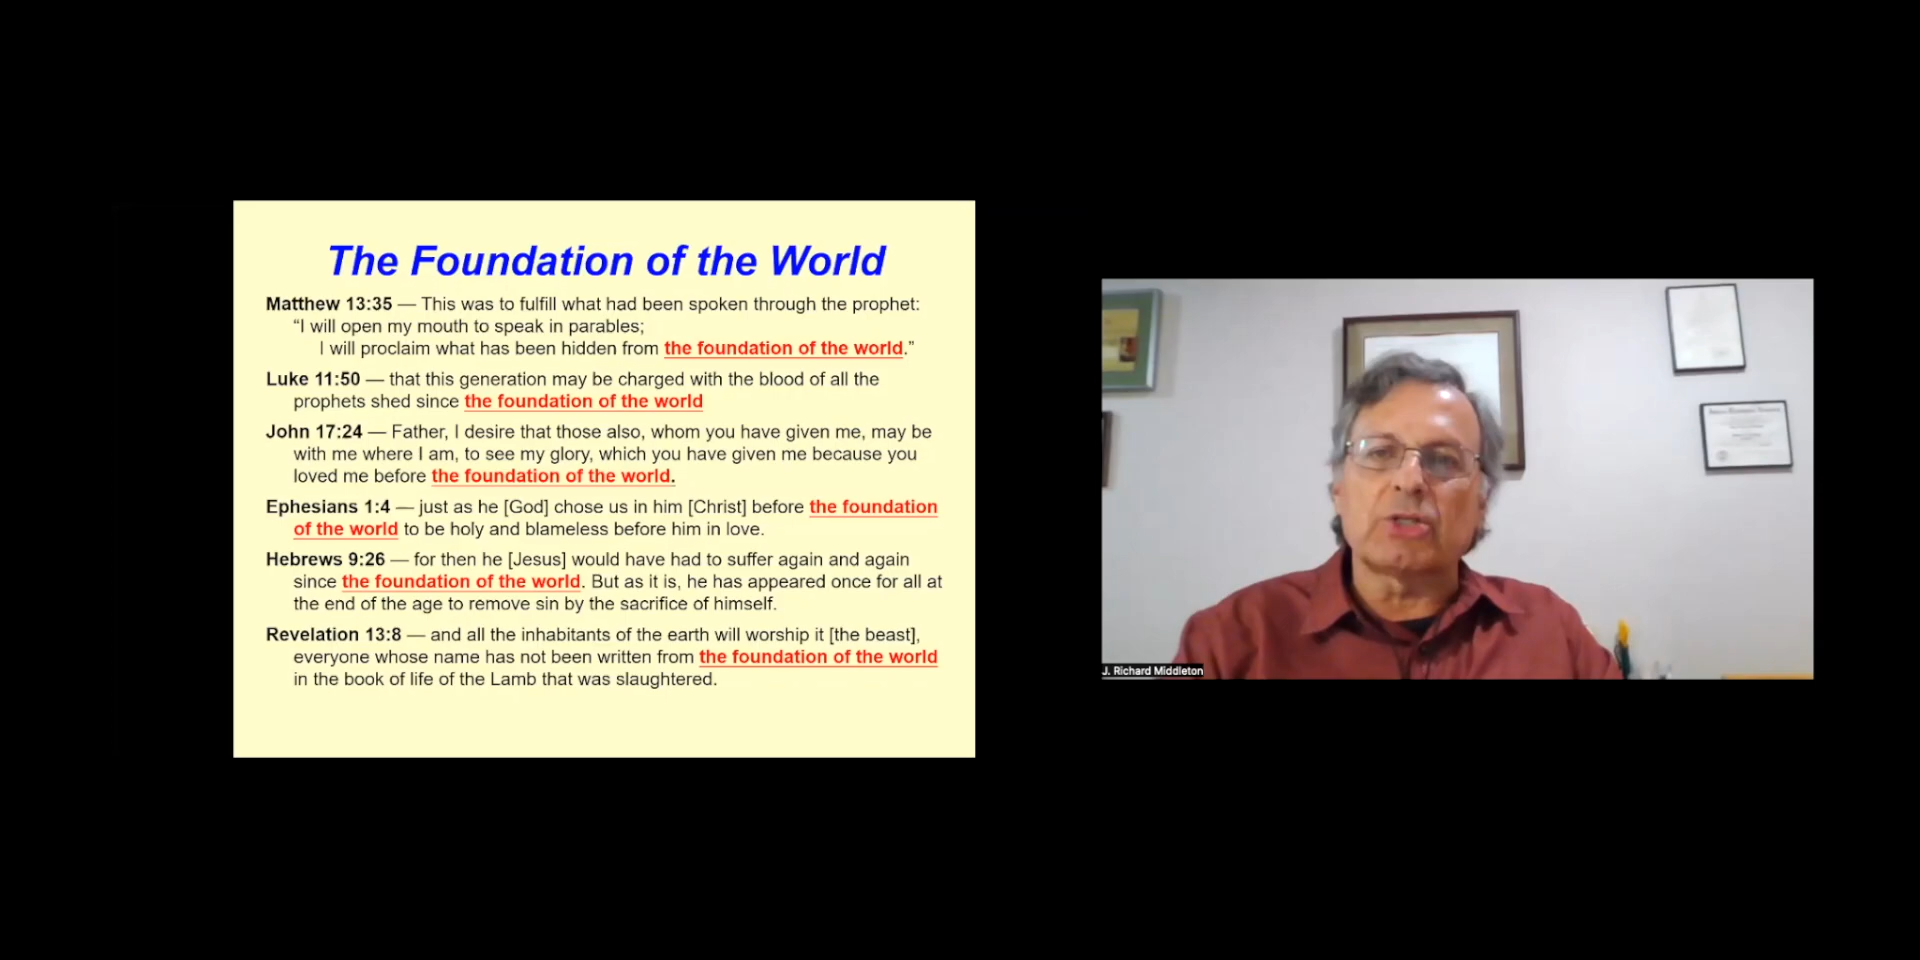 The Foundation of the World
Matthew 13:35 — This was to fulfill what had been spoken through the prophet:
“I will open my mouth to speak in parables;
I will proclaim what has been hidden from the foundation of the world.”
Luke 11:50 — that this generation may be charged with the blood of all the
prophets shed since the foundation of the world
John 17:24 — Father, I desire that those also, whom you have given me, may be
with me where I am, to see my glory, which you have given me because you
loved me before the foundation of the world.
Ephesians 1:4 — just as he [God] chose us in him [Christ] before the foundation
of the world to be holy and blameless before him in love.
Hebrews 9:26 — for then he [Jesus] would have had to suffer again and again
since the foundation of the world. But as it is, he has appeared once for all at
the end of the age to remove sin by the sacrifice of himself.
Revelation 13:8 — and all the inhabitants of the earth will worship it [the beast],
everyone whose name has not been written from the foundation of the world
in the book of life of the Lamb that was slaughtered.
J. Richard Middleton